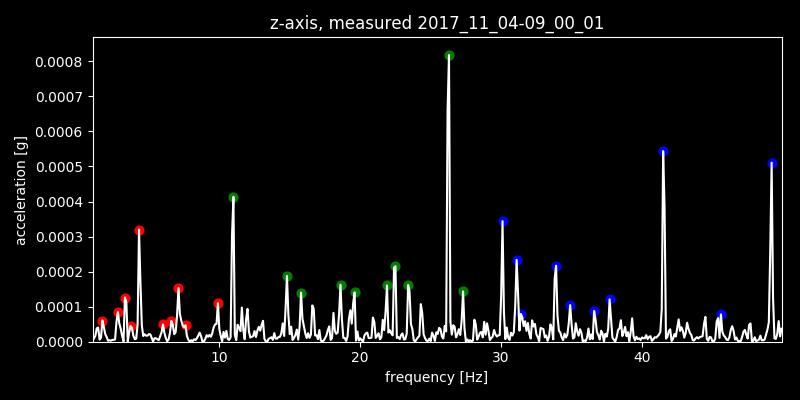 z-axis, measured 2017_11_04-09_00_01
0.0008
0.0007
0.0006
0.0005
0.0004
0.0003
0.0002
0.0001
0.0000
acceleration [g]
10 20 30 40
frequency [Hz]